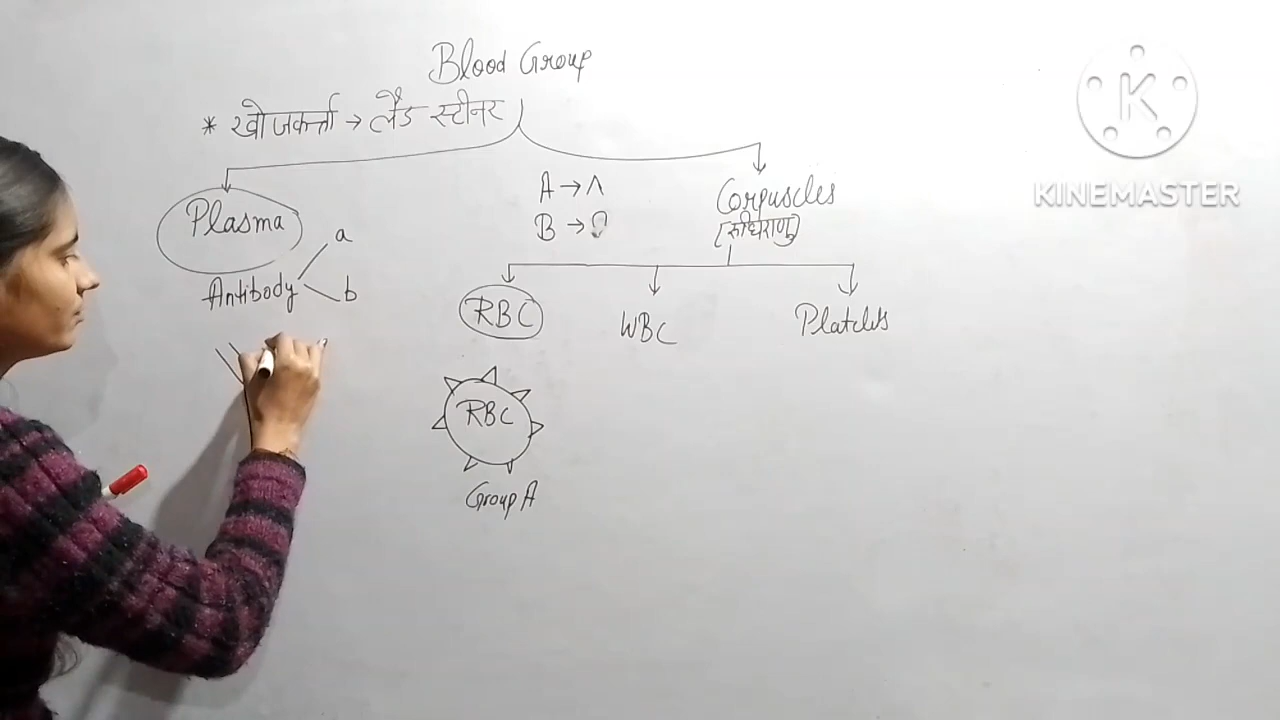 Blood Group
* खोजकर्त्ता → लैंड स्टीनर
Plasma
Antibody
a
b
A → Λ
B →
Corpuscles
(रुधिराणु)
RBC
WBC
Platelets
RBC
Group A
K
KINEMASTER